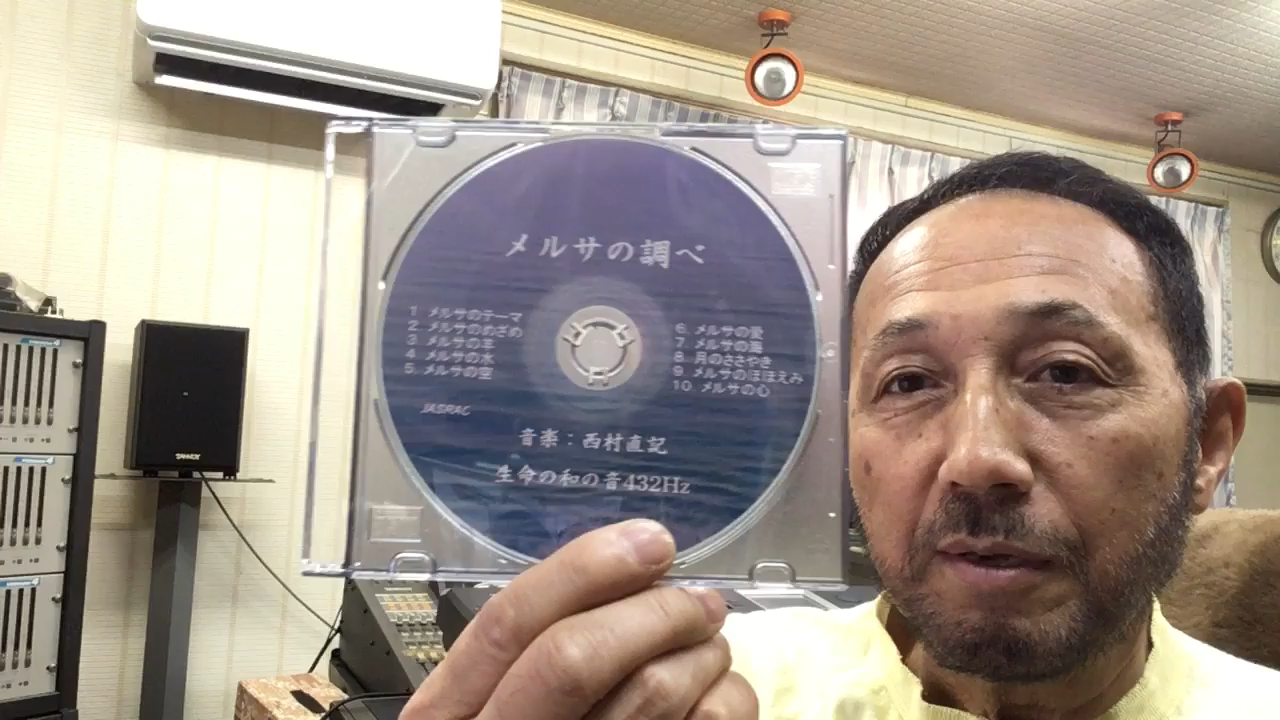 メルサの調べ
1 メルサのテーマ
2 メルサのめざめ
3 メルサの羊
4 メルサの水
5 メルサの空
6. メルサの愛
7. メルサの海
8 月のささやき
9 メルサのほほえみ
10 メルサの心
JASRAC
音楽：西村直記
生命の和の音432Hz
TANNOY